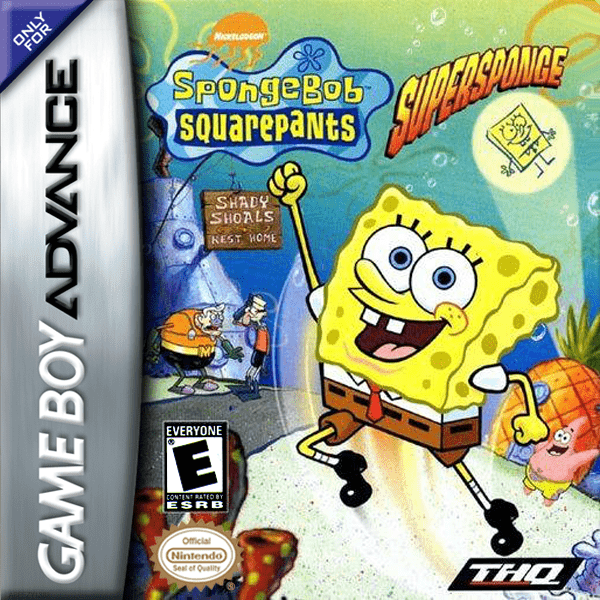 ONLY
FOR
GAME BOY ADVANCE
NICKELODEON
SPONGEBOB
SQUAREPANTS
SUPERSPONGE
SHADY
SHOALS
REST HOME
M
EVERYONE
E
CONTENT RATED BY
ESRB
Official
Nintendo
Seal of Quality
THQ